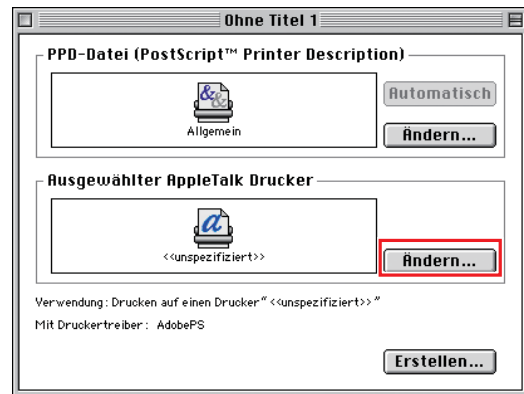 Ohne Titel 1
PPD-Datei (PostScript™ Printer Description)
Allgemein
Automatisch
Ändern...
Ausgewählter AppleTalk Drucker
<<unspezifiziert>>
Ändern...
Verwendung: Drucken auf einen Drucker “<<unspezifiziert>>”
Mit Druckertreiber: AdobePS
Erstellen...